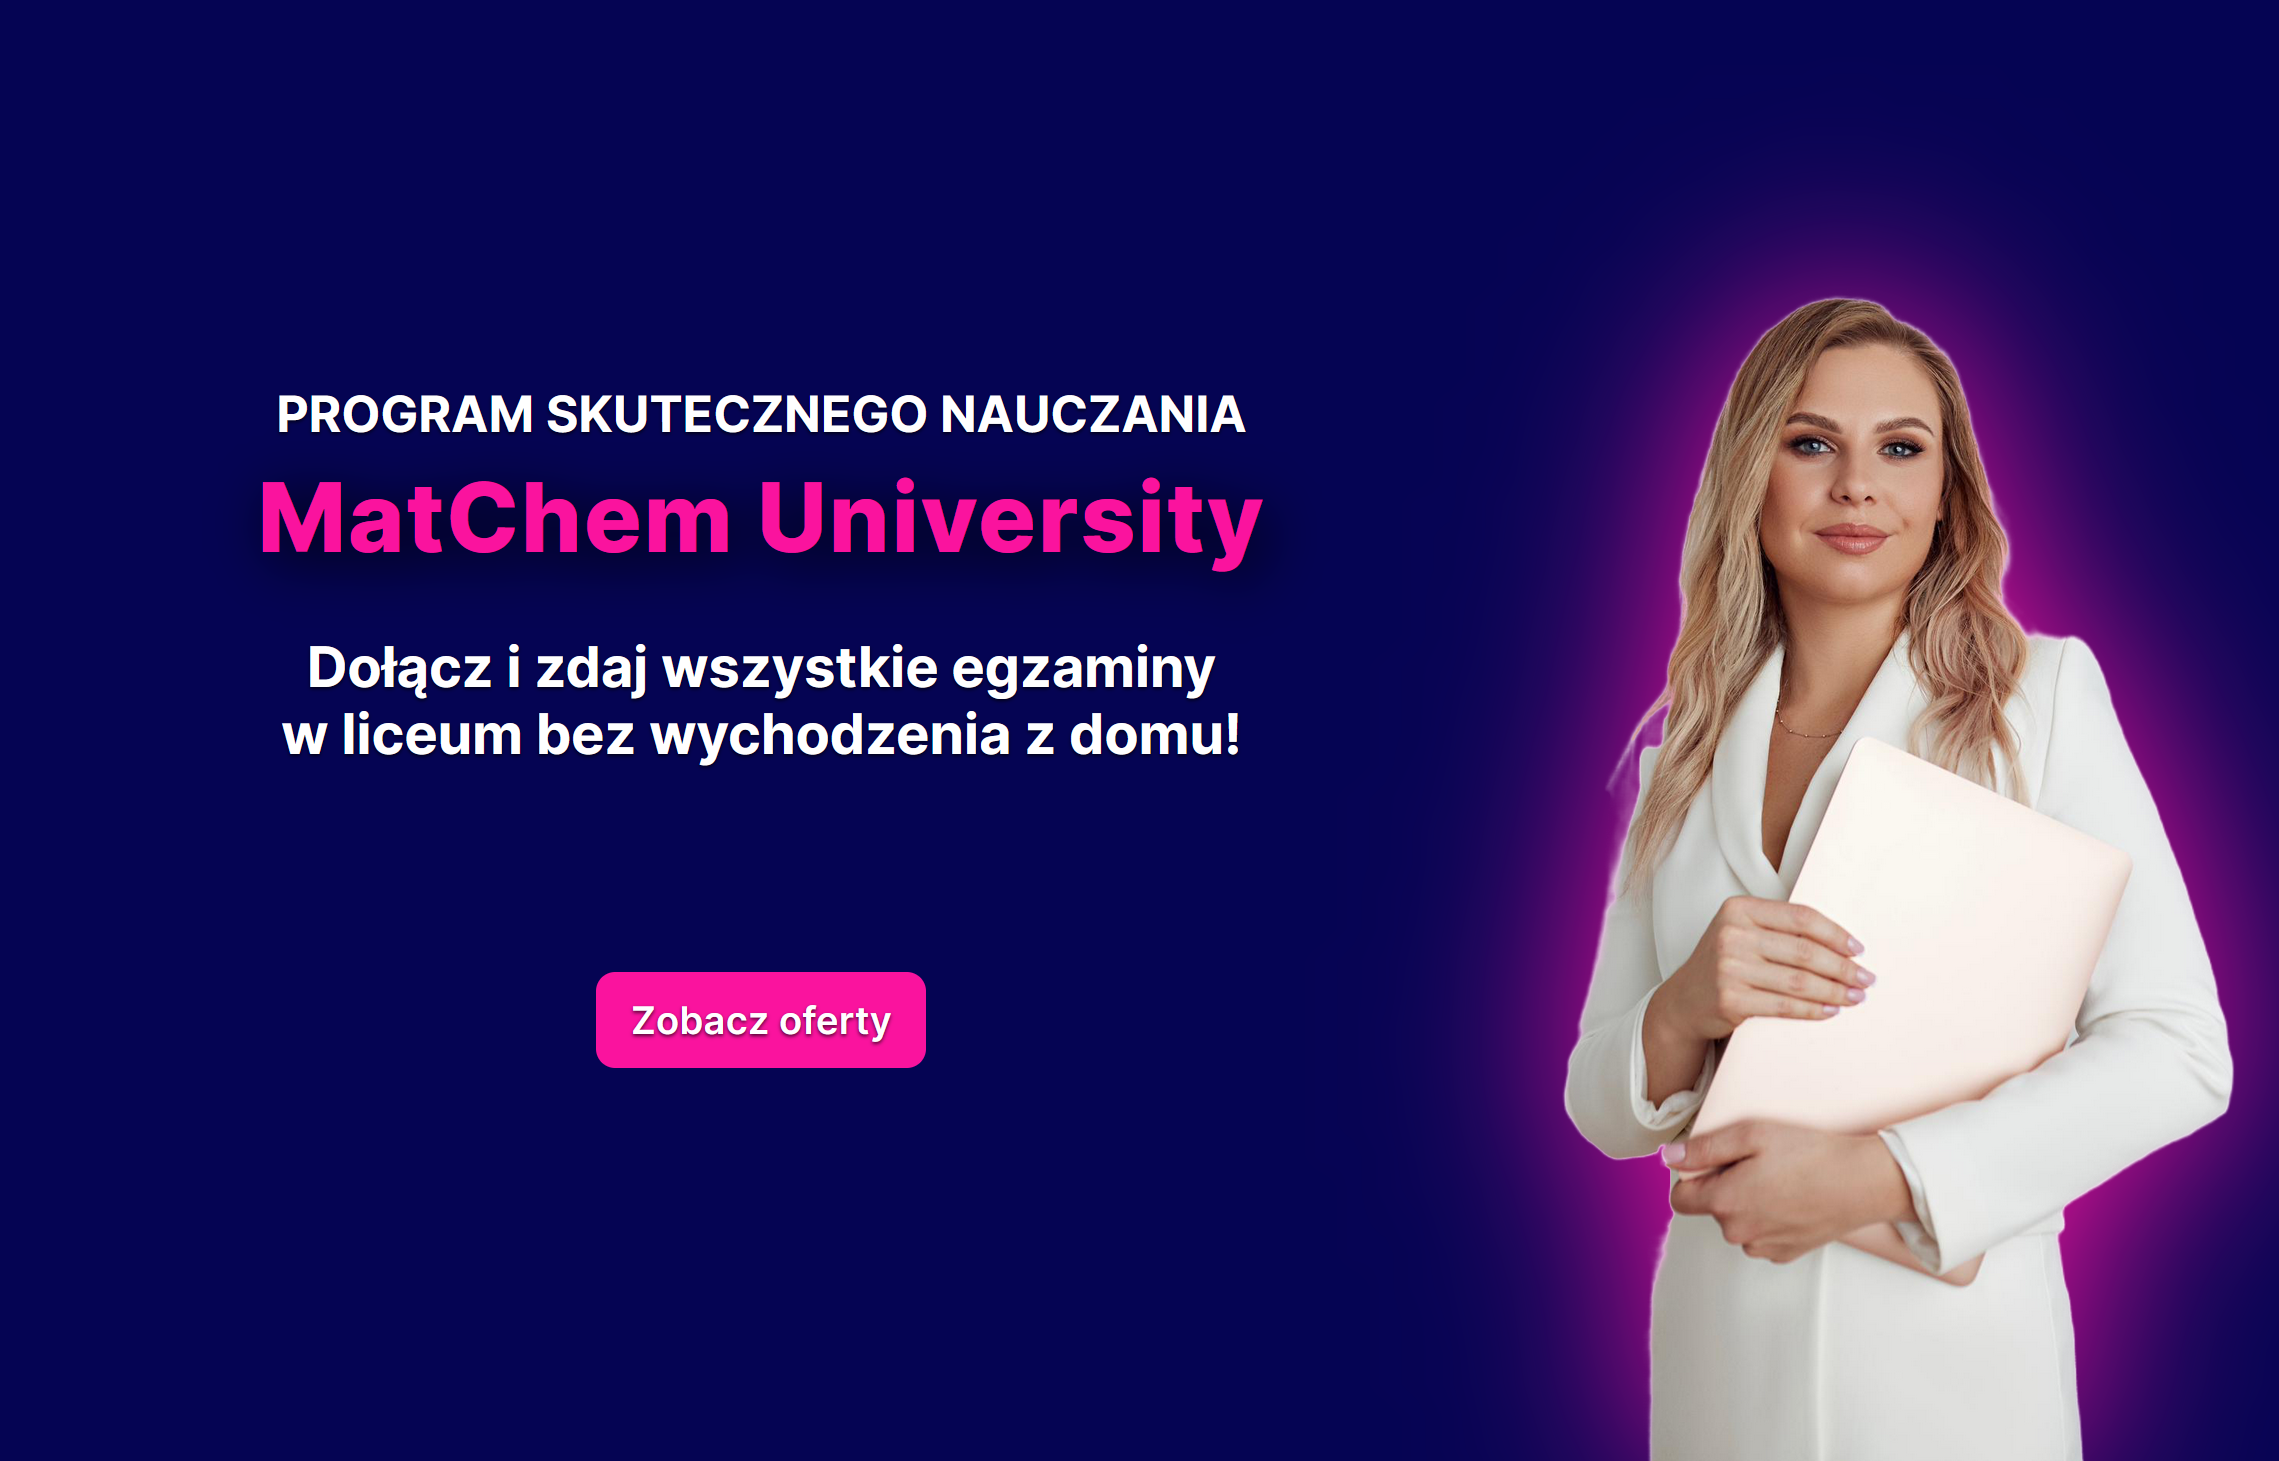 PROGRAM SKUTECZNEGO NAUCZANIA
MatChem University
Dołącz i zdaj wszystkie egzaminy
w liceum bez wychodzenia z domu!
Zobacz oferty